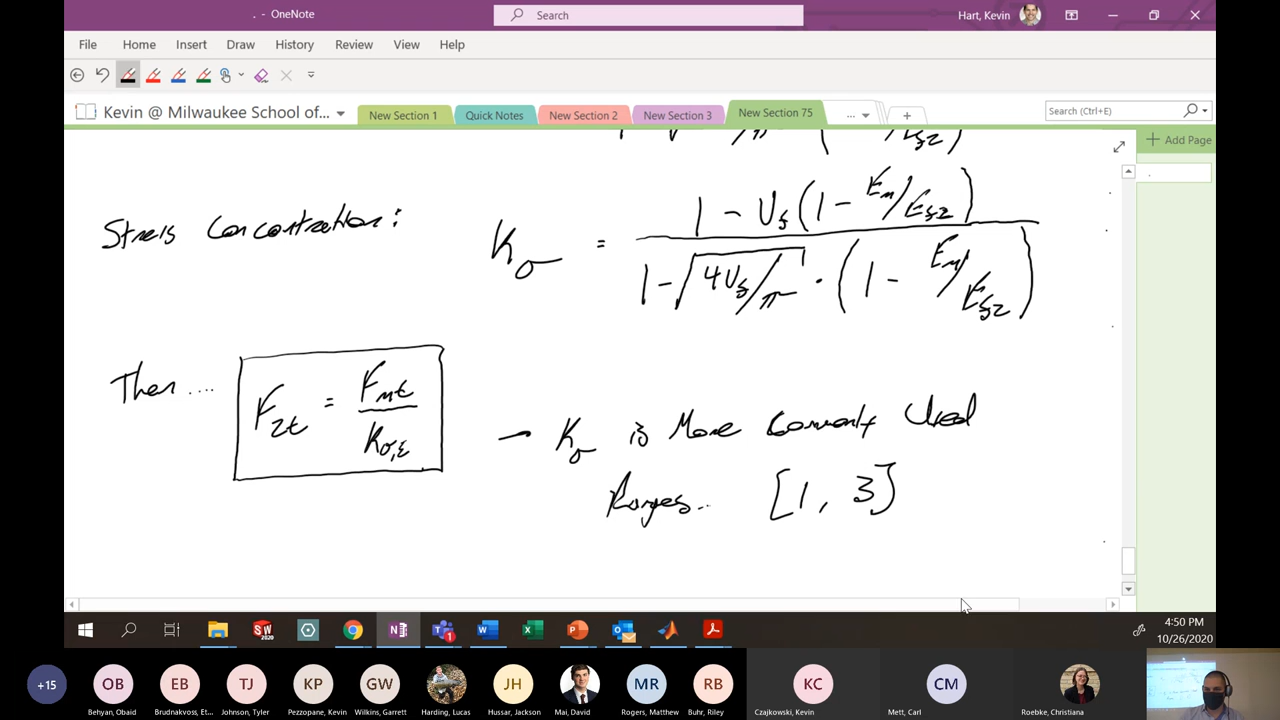 . - OneNote
Search
Hart, Kevin
File Home Insert Draw History Review View Help
Kevin @ Milwaukee School of... New Section 1 Quick Notes New Section 2 New Section 3 New Section 75 ... + Search (Ctrl+E)
+ Add Page
.
Stress Concentration: Kσ = 1 - Vf (1 - Em/Ef2)
1 - √4Vf/π · (1 - Em/Ef2)
Then .... F2t = Fmt
Kσ,ε
- Kσ is More Commonly Used
Ranges.. [1, 3]
4:50 PM
10/26/2020
SW
2020
1
+15 OB EB TJ KP GW JH MR RB KC CM
Behyan, Obaid Brudnakvoss, Et... Johnson, Tyler Pezzopane, Kevin Wilkins, Garrett Harding, Lucas Hussar, Jackson Mai, David Rogers, Matthew Buhr, Riley Czajkowski, Kevin Mett, Carl Roebke, Christiana